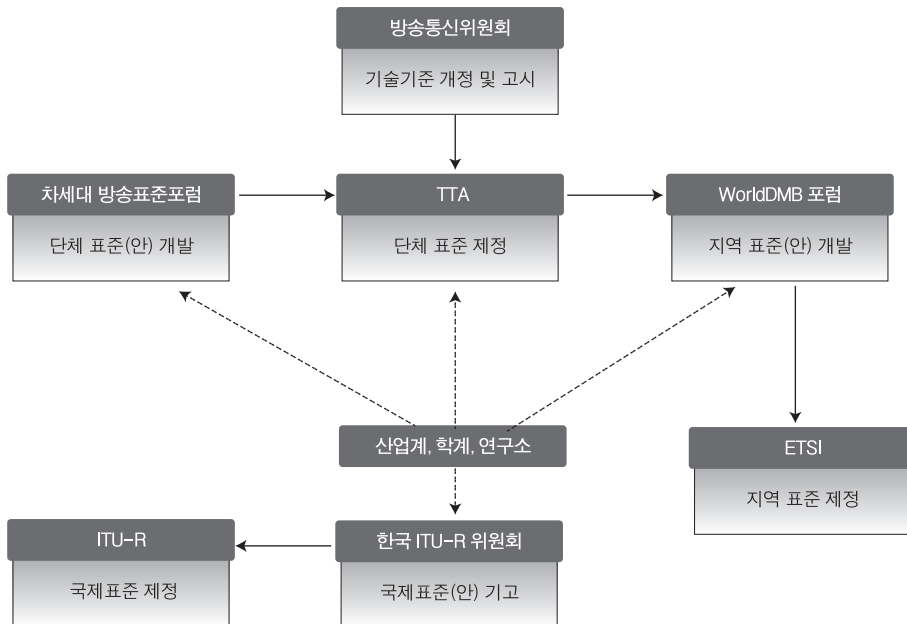 방송통신위원회
기술기준 개정 및 고시
차세대 방송표준포럼
단체 표준(안) 개발
TTA
단체 표준 제정
WorldDMB 포럼
지역 표준(안) 개발
산업계, 학계, 연구소
ETSI
지역 표준 제정
ITU-R
국제표준 제정
한국 ITU-R 위원회
국제표준(안) 기고